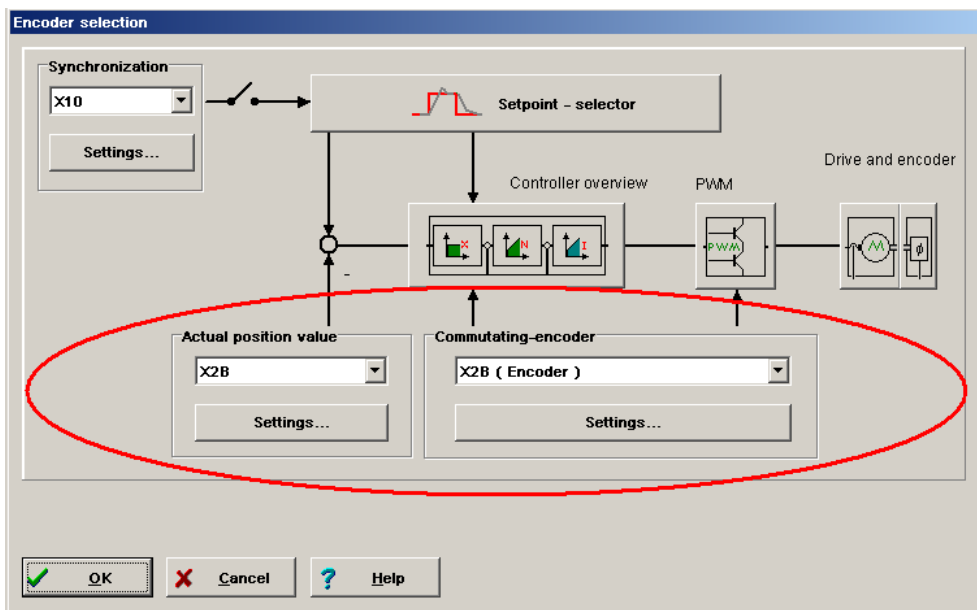 Encoder selection
Synchronization
X10
Settings...
Setpoint - selector
Controller overview
PWM
Drive and encoder
X
N
I
PWM
M
ϕ
-
Actual position value
X2B
Settings...
Commutating-encoder
X2B ( Encoder )
Settings...
OK
Cancel
? Help